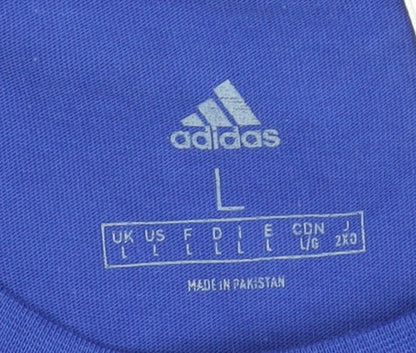 adidas
L
UK US F D I E CDN J
L L L L L L L/G 2XO
MADE IN PAKISTAN